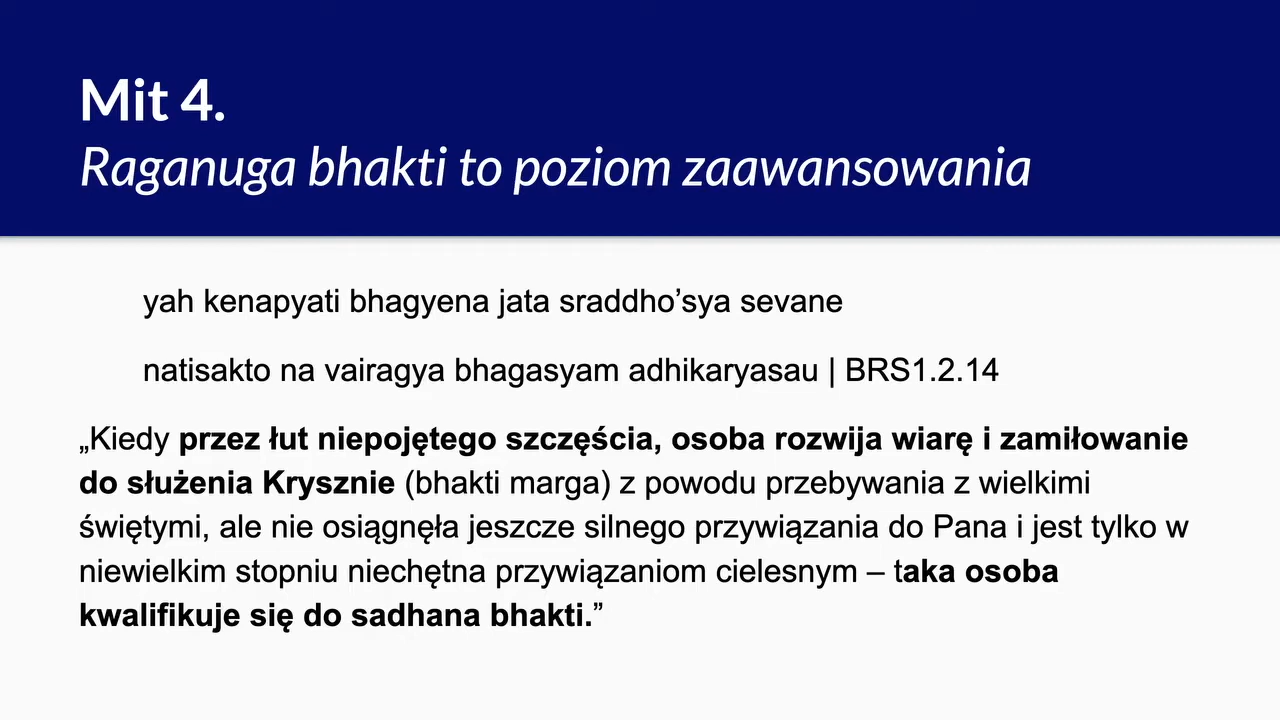 Mit 4.
Raganuga bhakti to poziom zaawansowania
yah kenapyati bhagyena jata sraddho’sya sevane
natisakto na vairagya bhagasyam adhikaryasau | BRS1.2.14
„Kiedy przez łut niepojętego szczęścia, osoba rozwija wiarę i zamiłowanie
do służenia Krysznie (bhakti marga) z powodu przebywania z wielkimi
świętymi, ale nie osiągnęła jeszcze silnego przywiązania do Pana i jest tylko w
niewielkim stopniu niechętna przywiązaniom cielesnym – taka osoba
kwalifikuje się do sadhana bhakti.”